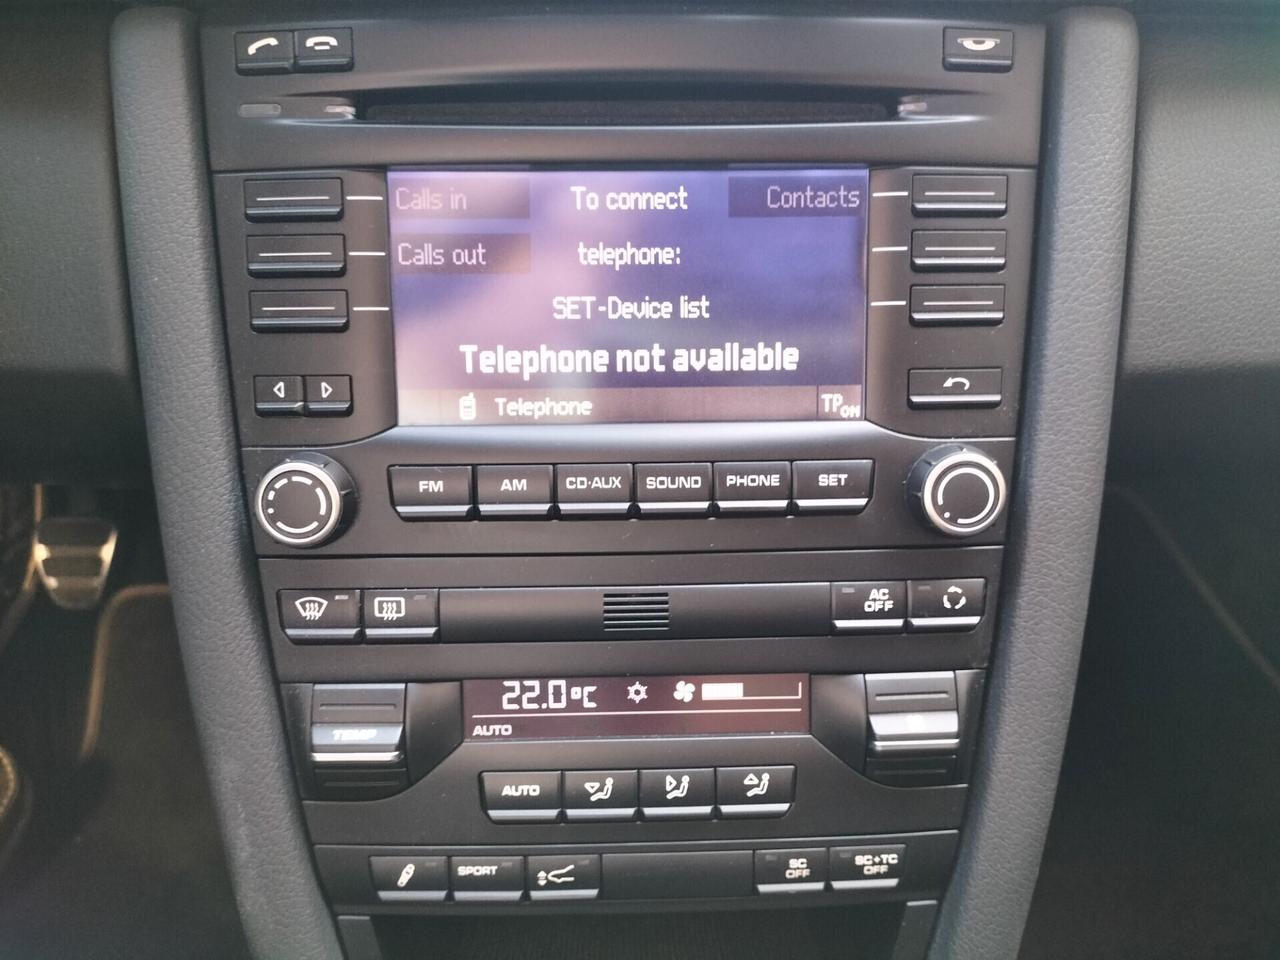 Calls in To connect Contacts
Calls out telephone:
SET-Device list
Telephone not available
Telephone TP ON
FM AM CD·AUX SOUND PHONE SET
AC OFF
22.0°C
AUTO
TEMP
AUTO
SPORT
SC OFF
SC+TC OFF